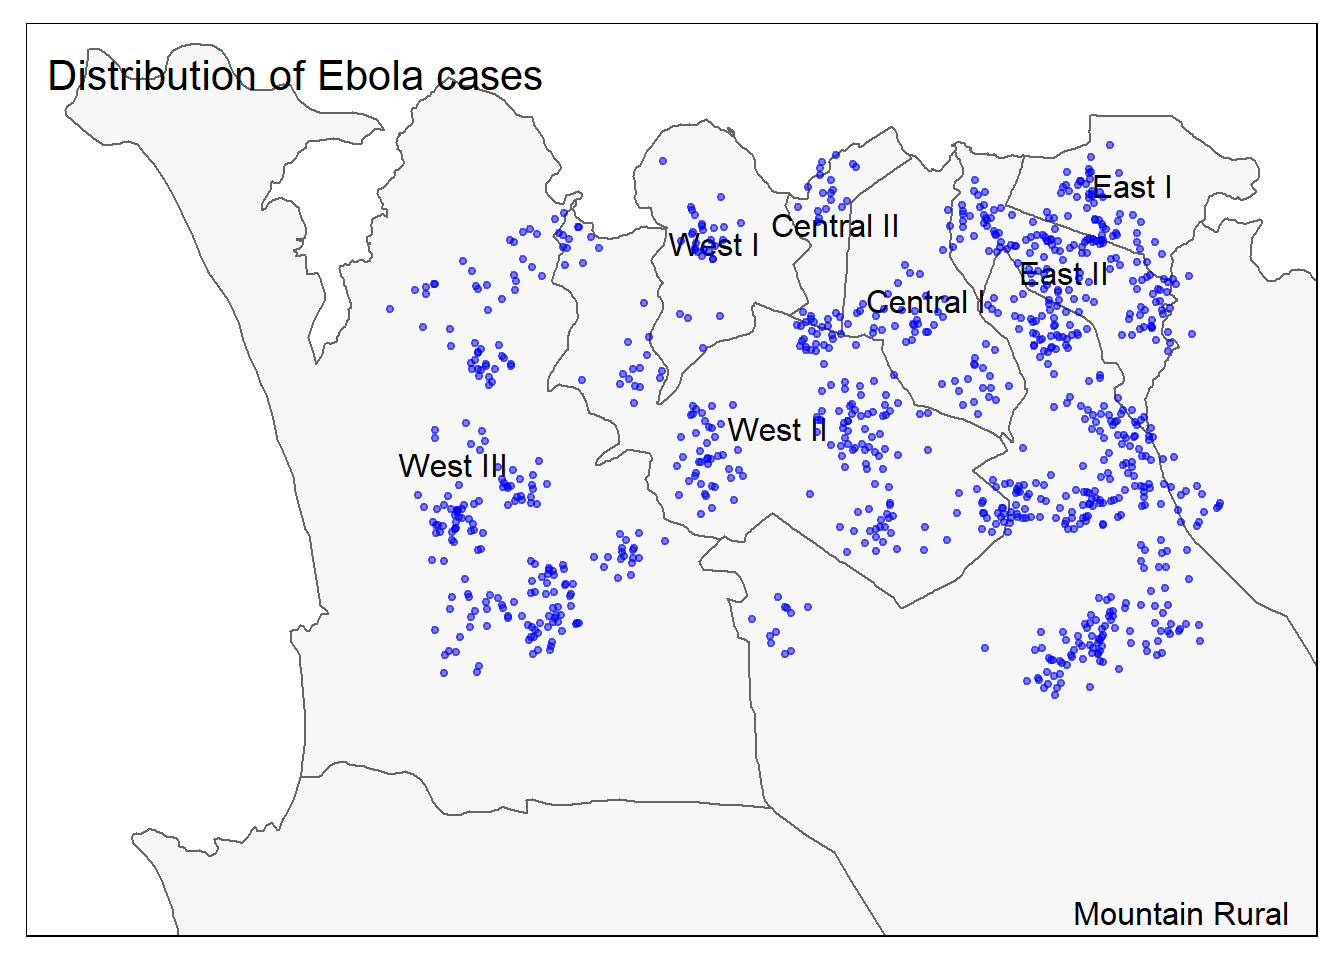 Distribution of Ebola cases
East I
Central II
West I
East II
Central I
West II
West III
Mountain Rural